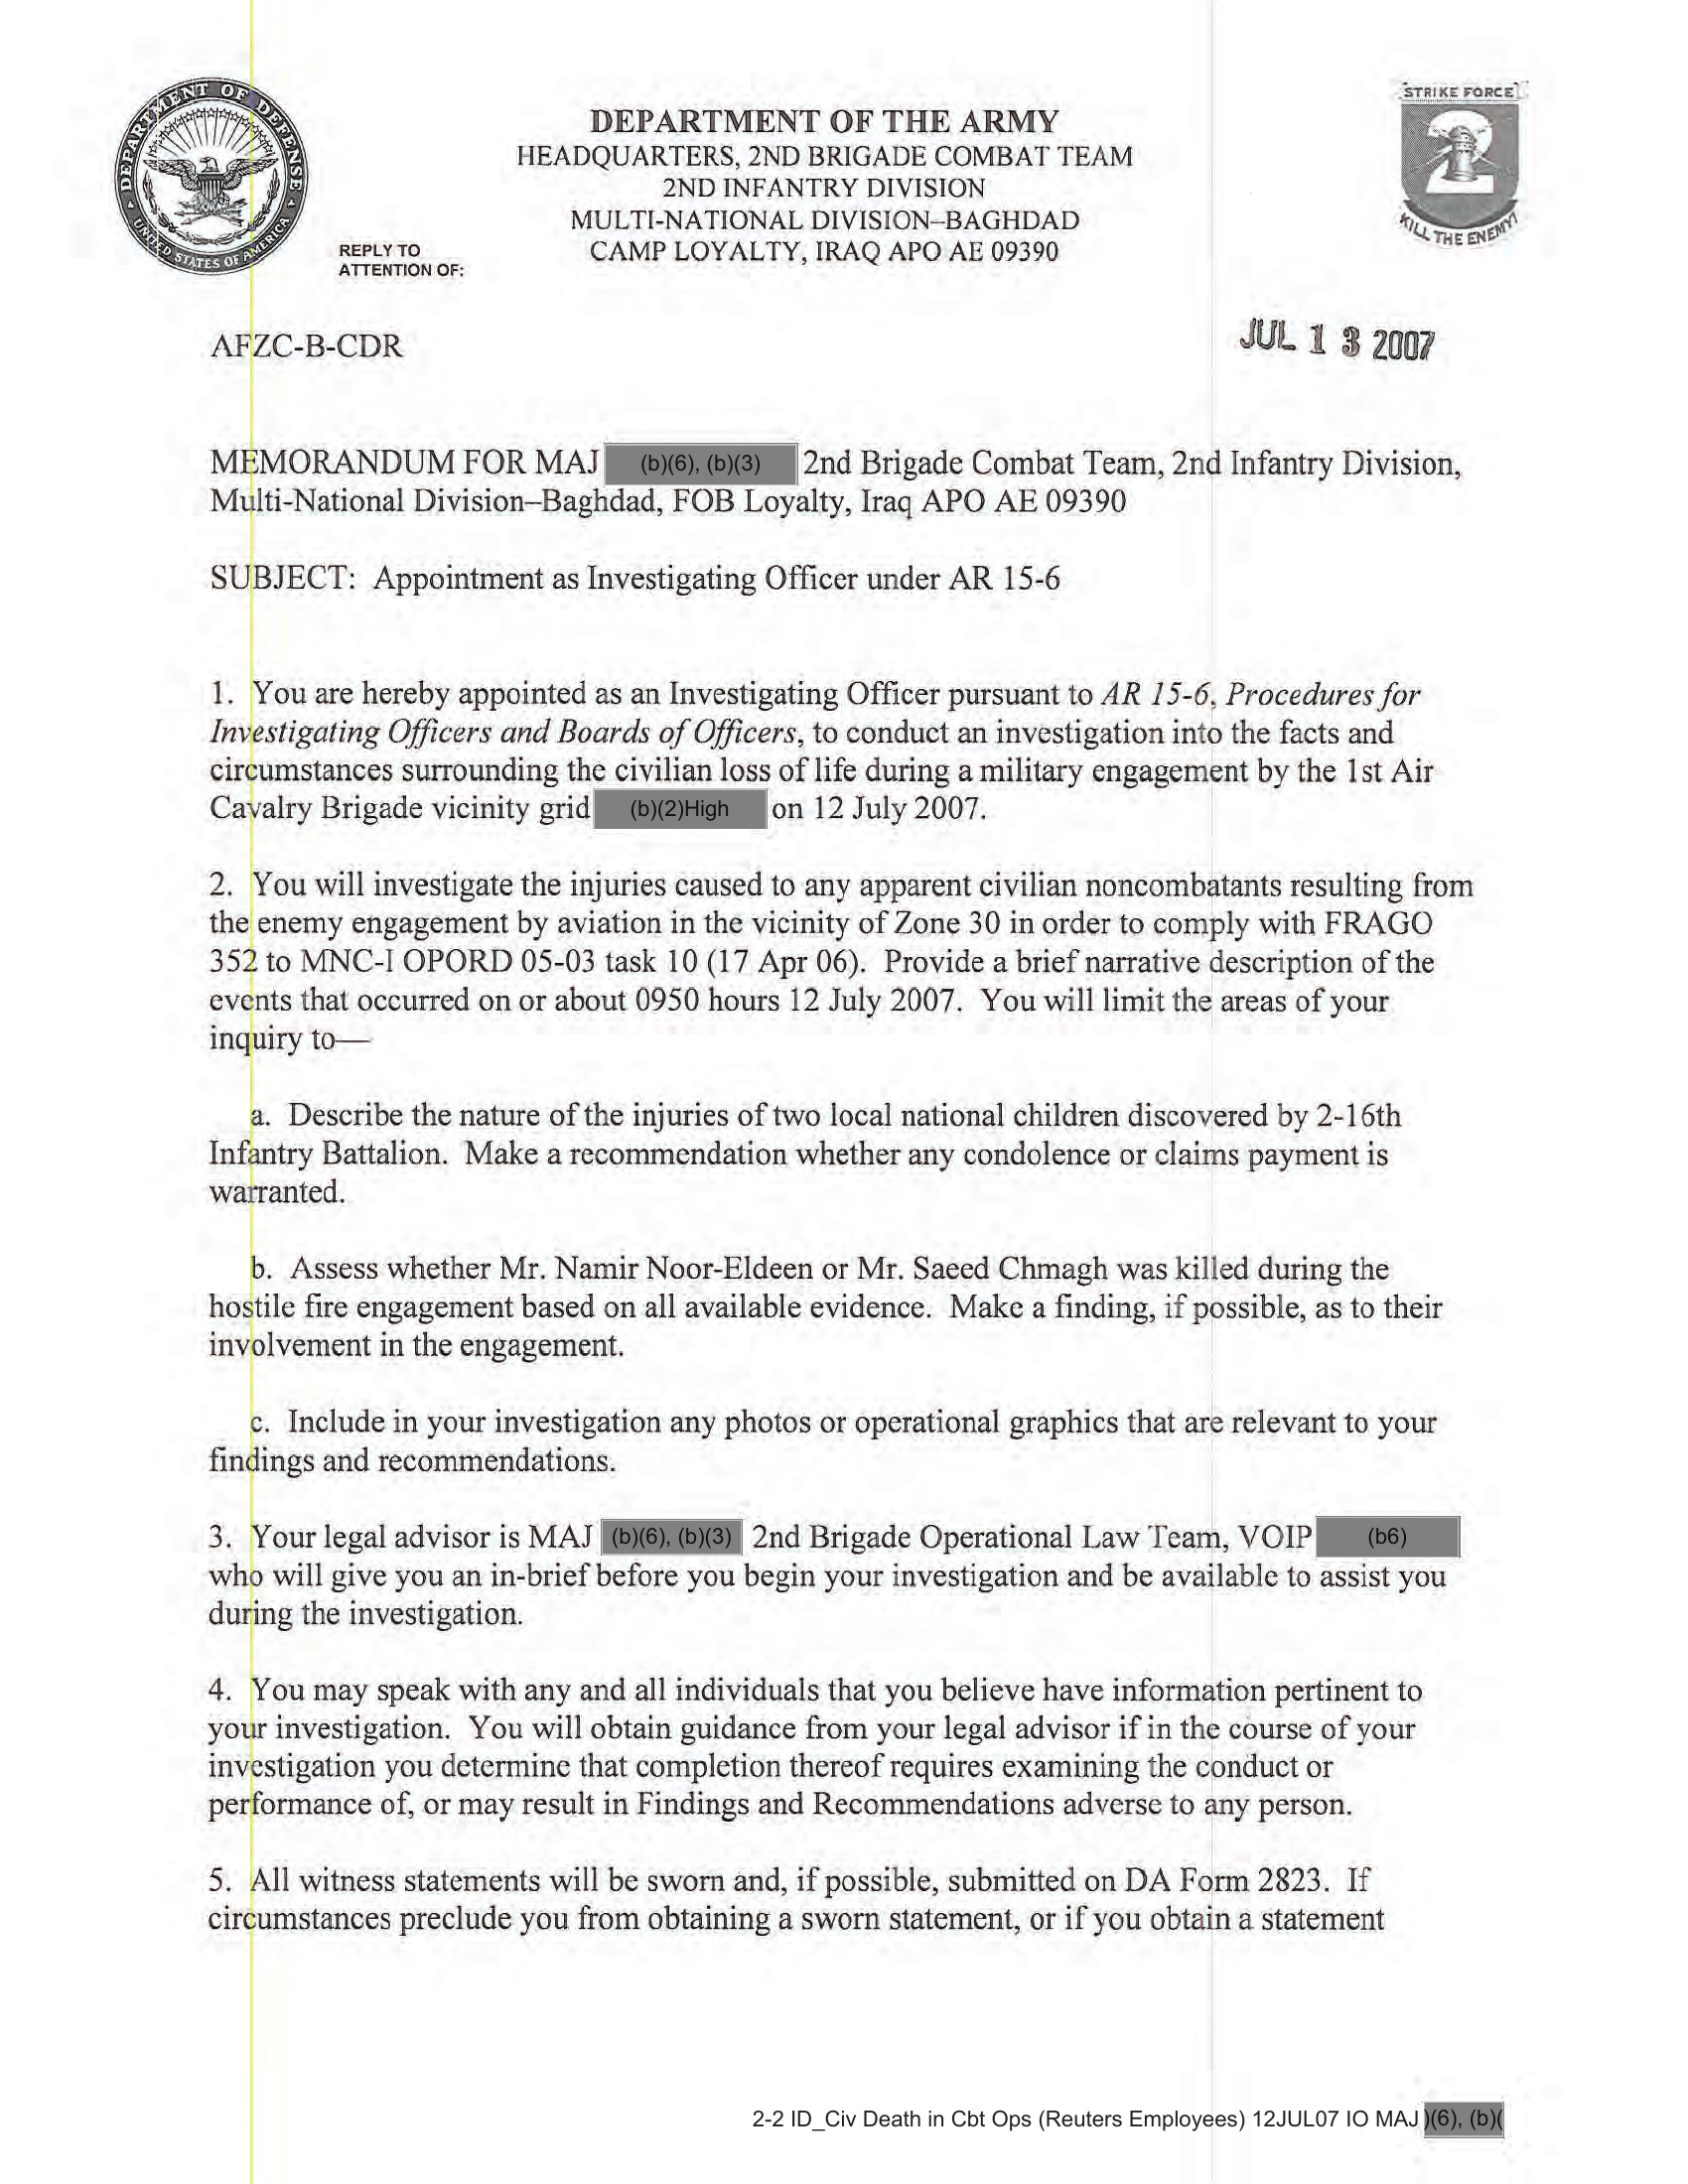 DEPARTMENT OF DEFENSE
UNITED STATES OF AMERICA
STRIKE FORCE
2
KILL THE ENEMY!
DEPARTMENT OF THE ARMY
HEADQUARTERS, 2ND BRIGADE COMBAT TEAM
2ND INFANTRY DIVISION
MULTI-NATIONAL DIVISION–BAGHDAD
CAMP LOYALTY, IRAQ APO AE 09390
REPLY TO
ATTENTION OF:
AFZC-B-CDR
JUL 13 2007
MEMORANDUM FOR MAJ (b)(6), (b)(3) 2nd Brigade Combat Team, 2nd Infantry Division,
Multi-National Division–Baghdad, FOB Loyalty, Iraq APO AE 09390
SUBJECT: Appointment as Investigating Officer under AR 15-6
1. You are hereby appointed as an Investigating Officer pursuant to AR 15-6, Procedures for
Investigating Officers and Boards of Officers, to conduct an investigation into the facts and
circumstances surrounding the civilian loss of life during a military engagement by the 1st Air
Cavalry Brigade vicinity grid (b)(2)High on 12 July 2007.
2. You will investigate the injuries caused to any apparent civilian noncombatants resulting from
the enemy engagement by aviation in the vicinity of Zone 30 in order to comply with FRAGO
352 to MNC-I OPORD 05-03 task 10 (17 Apr 06). Provide a brief narrative description of the
events that occurred on or about 0950 hours 12 July 2007. You will limit the areas of your
inquiry to—
a. Describe the nature of the injuries of two local national children discovered by 2-16th
Infantry Battalion. Make a recommendation whether any condolence or claims payment is
warranted.
b. Assess whether Mr. Namir Noor-Eldeen or Mr. Saeed Chmagh was killed during the
hostile fire engagement based on all available evidence. Make a finding, if possible, as to their
involvement in the engagement.
c. Include in your investigation any photos or operational graphics that are relevant to your
findings and recommendations.
3. Your legal advisor is MAJ (b)(6), (b)(3) 2nd Brigade Operational Law Team, VOIP (b6)
who will give you an in-brief before you begin your investigation and be available to assist you
during the investigation.
4. You may speak with any and all individuals that you believe have information pertinent to
your investigation. You will obtain guidance from your legal advisor if in the course of your
investigation you determine that completion thereof requires examining the conduct or
performance of, or may result in Findings and Recommendations adverse to any person.
5. All witness statements will be sworn and, if possible, submitted on DA Form 2823. If
circumstances preclude you from obtaining a sworn statement, or if you obtain a statement
2-2 ID_Civ Death in Cbt Ops (Reuters Employees) 12JUL07 IO MAJ )(6), (b)(